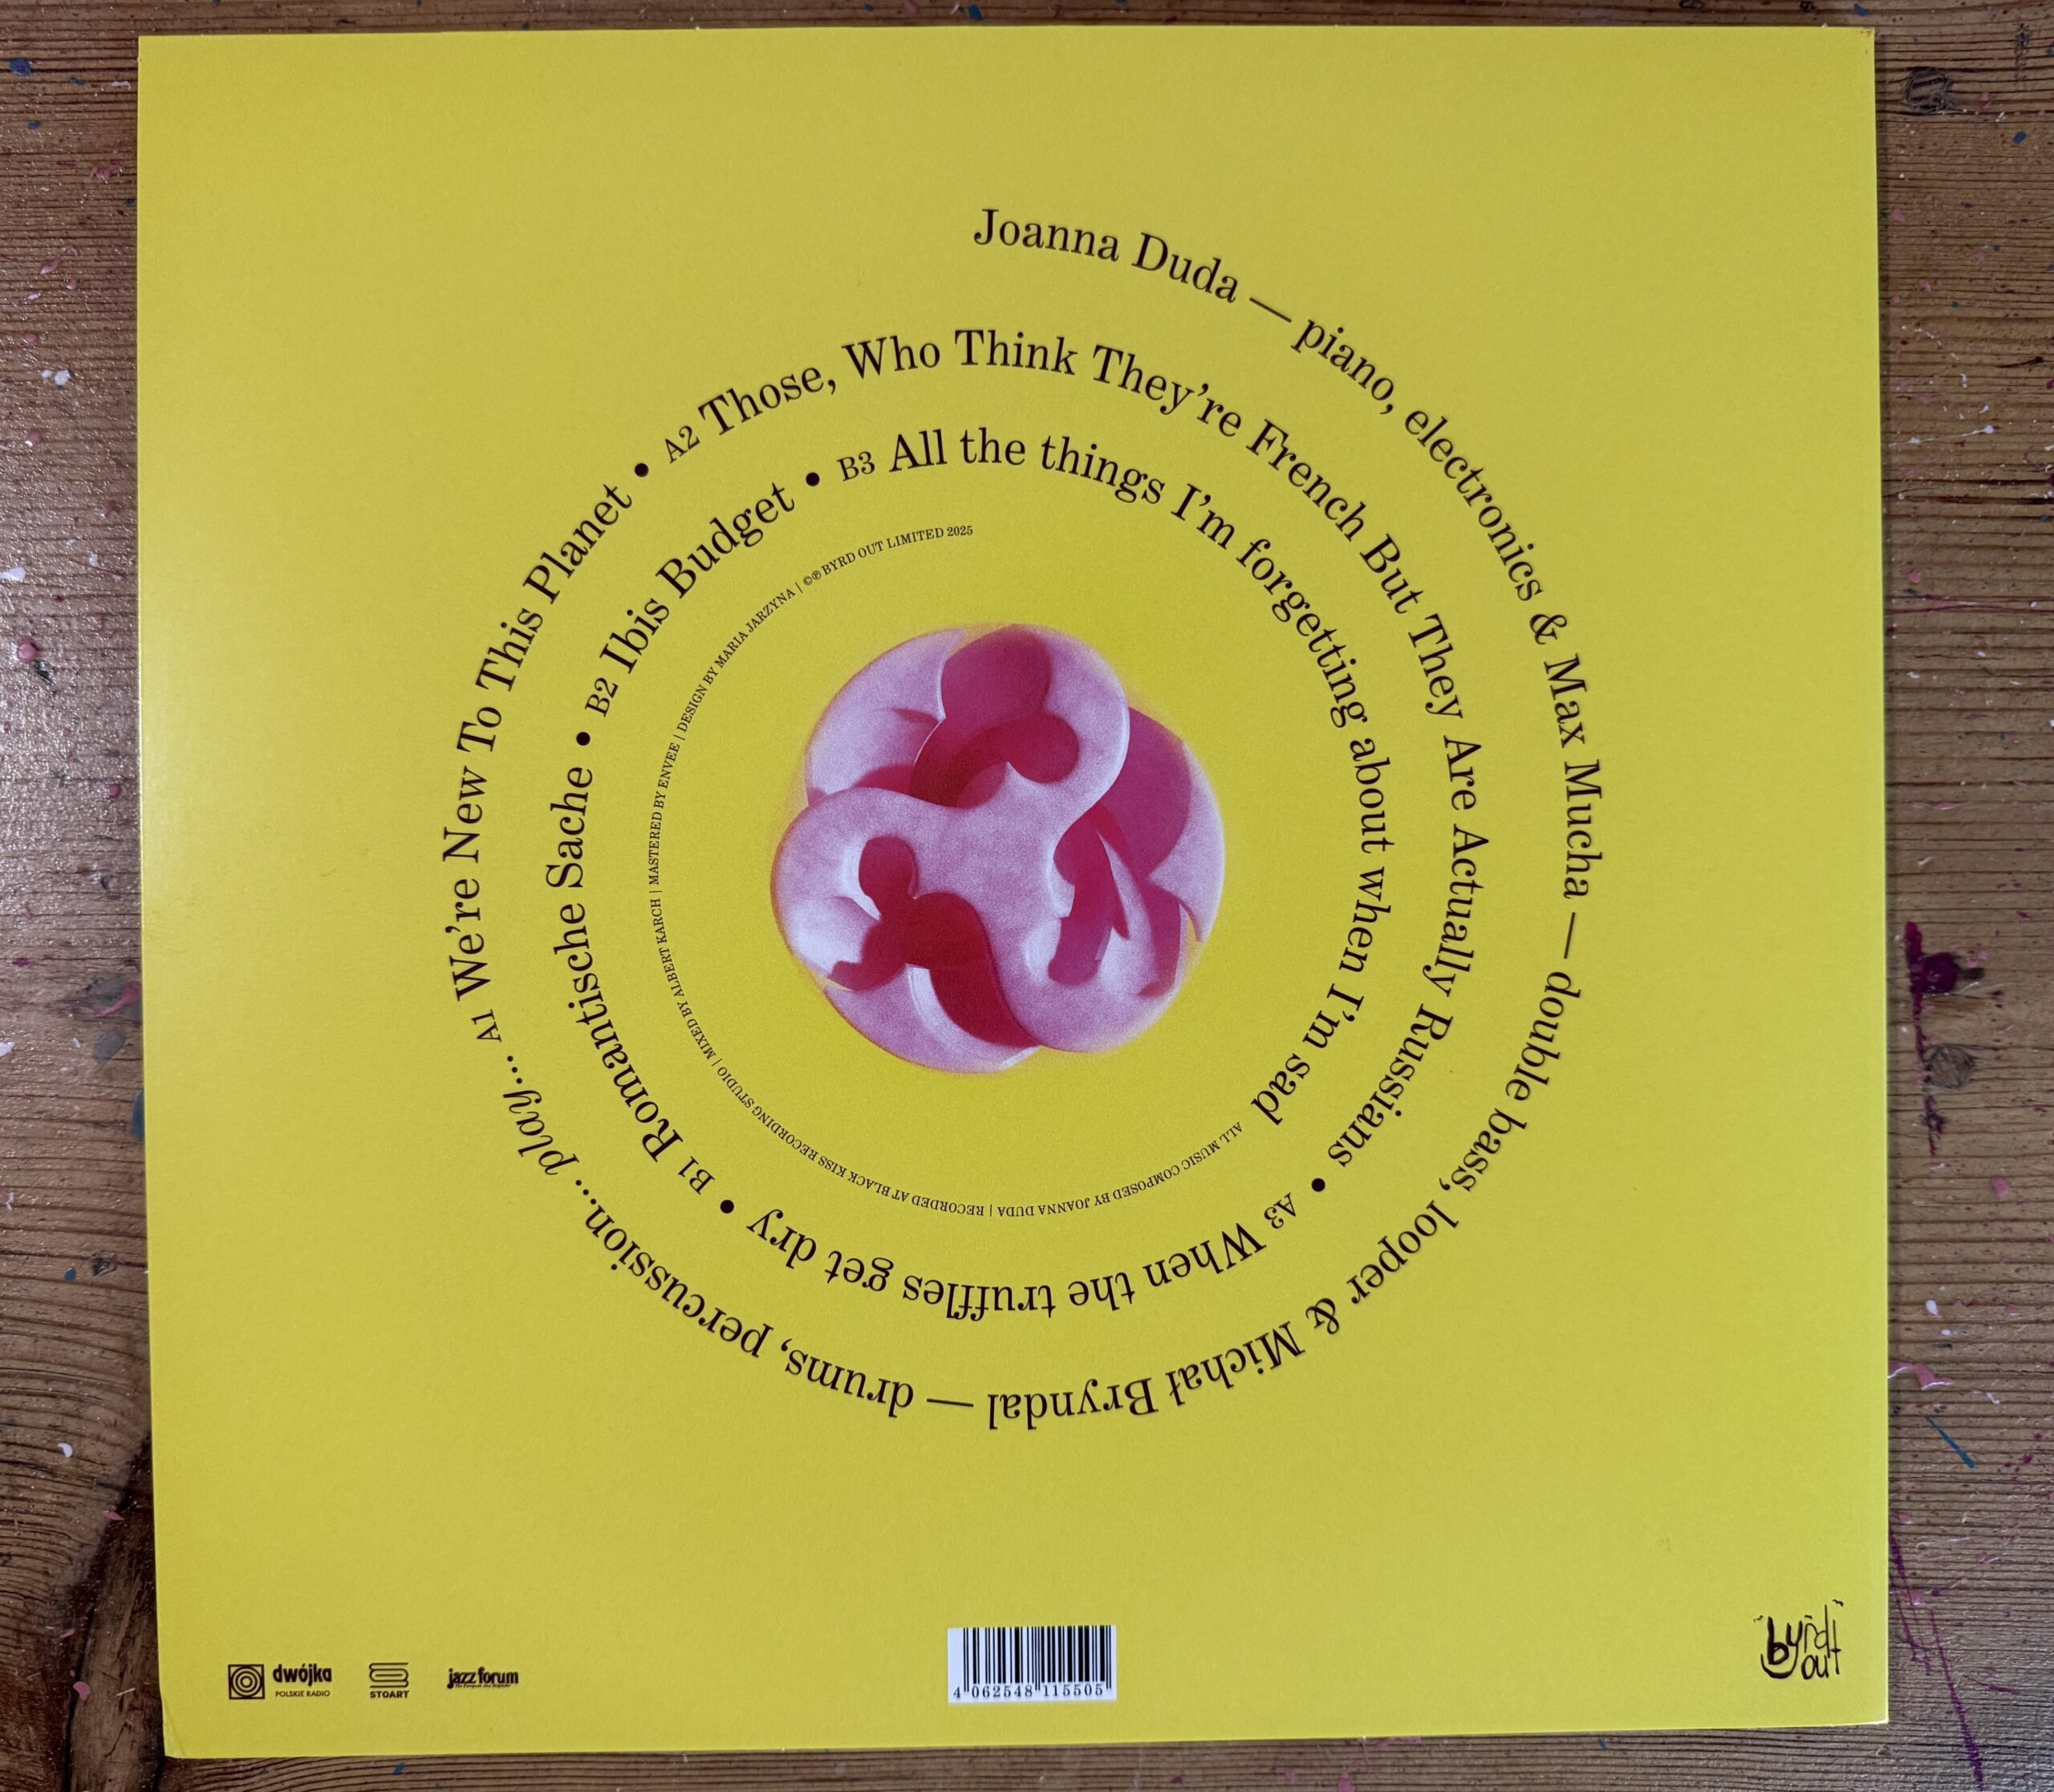 Joanna Duda — piano, electronics & Max Mucha — double bass, looper & Michał Bryndal — drums, percussion... play... A1 We're New To This Planet • A2 Those, Who Think They're French But They Are Actually Russians • A3 When the truffles get dry • B1 Romantische Sache • B2 Ibis Budget • B3 All the things I'm forgetting about when I'm sad
ALL MUSIC COMPOSED BY JOANNA DUDA | RECORDED AT BLACK KISS RECORDING STUDIO | MIXED BY ALBERT KARCH | MASTERED BY ENVEE | DESIGN BY MARIA JARZYNA | ©℗ BYRD OUT LIMITED 2025
dwójka
POLSKIE RADIO
STOART
jazz forum
4 062548 115505
byrd out